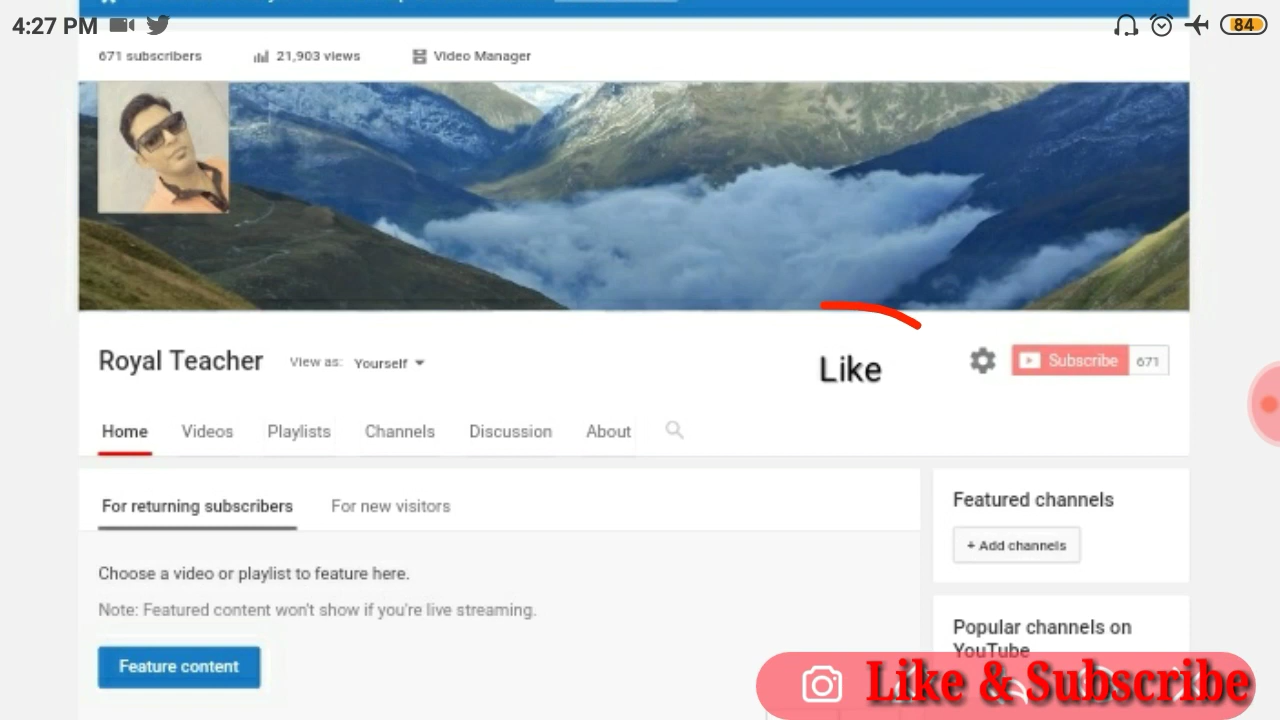 4:27 PM
84
671 subscribers
21,903 views
Video Manager
Royal Teacher
View as: Yourself
Like
Subscribe 671
Home
Videos
Playlists
Channels
Discussion
About
For returning subscribers
For new visitors
Featured channels
+ Add channels
Choose a video or playlist to feature here.
Note: Featured content won't show if you're live streaming.
Feature content
Popular channels on
YouTube
Like & Subscribe